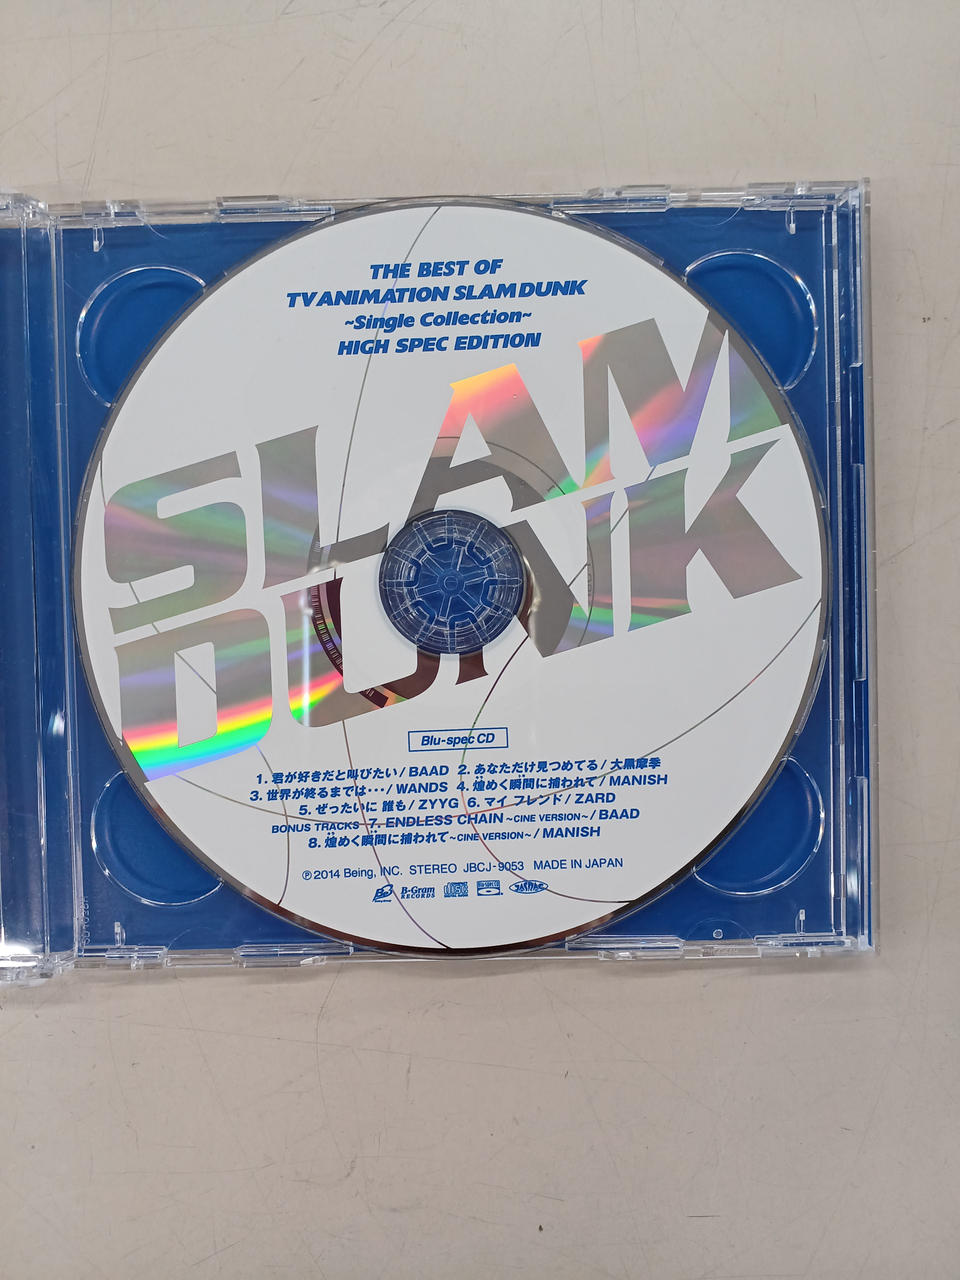 THE BEST OF
TV ANIMATION SLAM DUNK
~Single Collection~
HIGH SPEC EDITION
SLAM
DUNK
Blu-spec CD
1. 君が好きだと叫びたい / BAAD 2. あなただけ見つめてる / 大黒摩季
3. 世界が終るまでは・・・ / WANDS 4. 煌めく瞬間に捕われて / MANISH
5. ぜったいに 誰も / ZYYG 6. マイ フレンド / ZARD
BONUS TRACKS 7. ENDLESS CHAIN ~CINE VERSION~ / BAAD
8. 煌めく瞬間に捕われて ~CINE VERSION~ / MANISH
℗2014 Being, INC. STEREO JBCJ-9053 MADE IN JAPAN
B-Gram
RECORDS